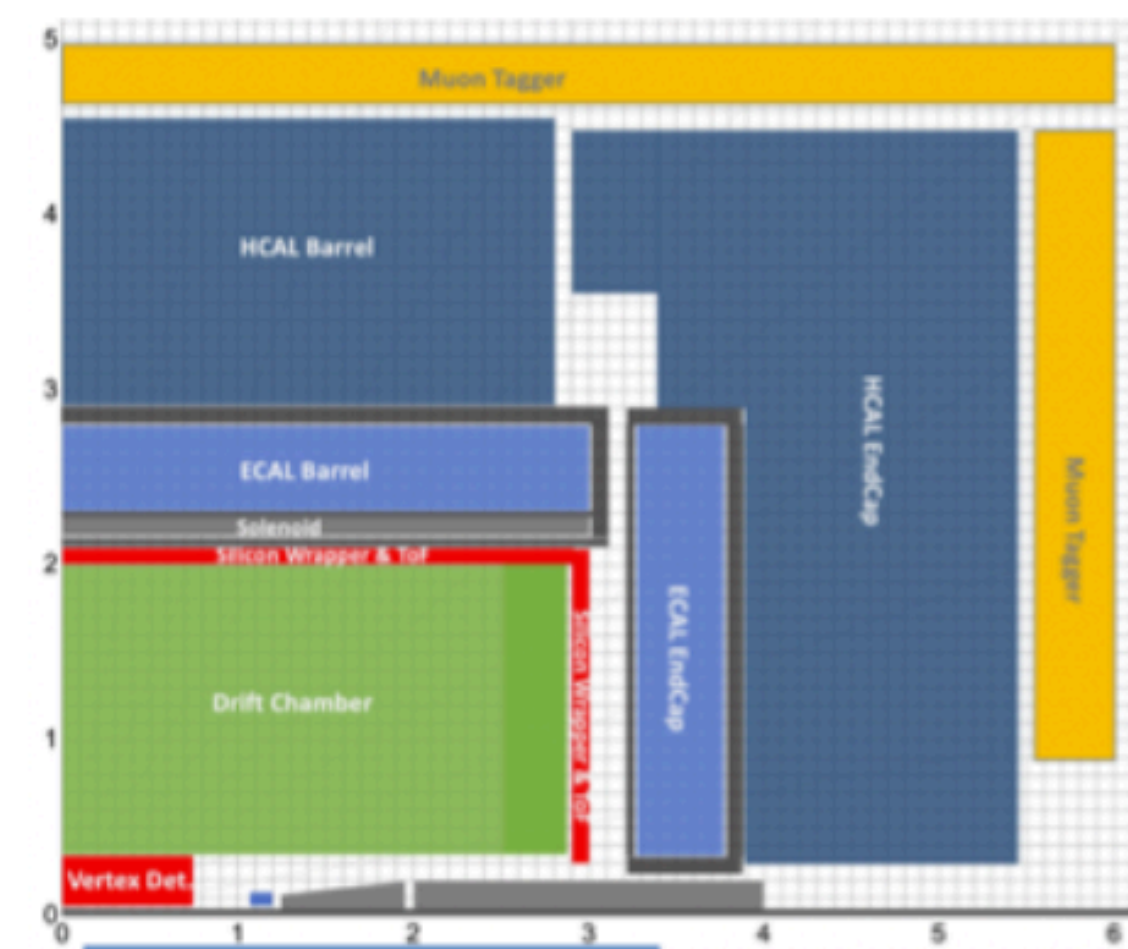 5
Muon Tagger
4
HCAL Barrel
3
HCAL EndCap
ECAL Barrel
Muon Tagger
Solenoid
Silicon Wrapper & ToF
2
Silicon Wrapper & ToF
ECAL EndCap
Drift Chamber
1
Vertex Det.
0
0 1 2 3 4 5 6